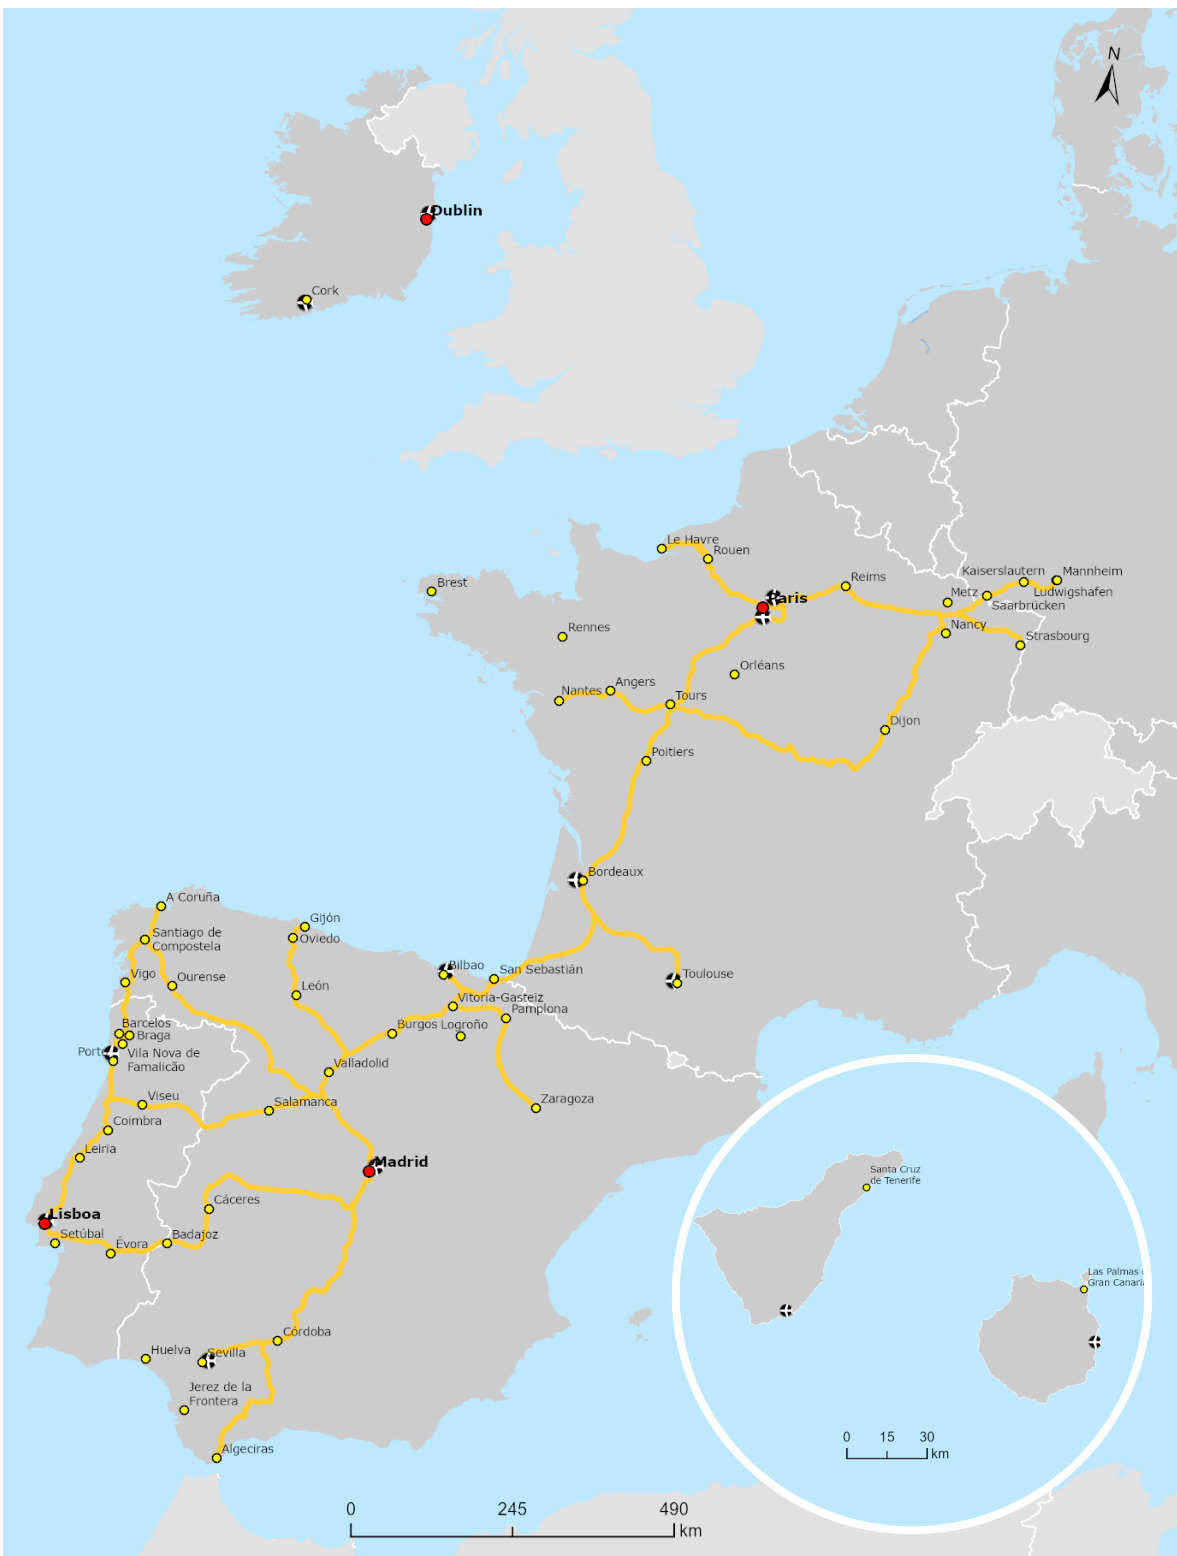 N
Dublin
Cork
Le Havre
Rouen
Brest
Paris
Reims
Kaiserslautern
Mannheim
Ludwigshafen
Metz
Saarbrücken
Rennes
Nancy
Strasbourg
Orléans
Nantes
Angers
Tours
Dijon
Poitiers
Bordeaux
A Coruña
Gijón
Santiago de
Compostela
Oviedo
Bilbao
San Sebastián
Toulouse
Vigo
Ourense
León
Vitoria-Gasteiz
Pamplona
Barcelos
Braga
Burgos
Logroño
Porto
Vila Nova de
Famalicão
Valladolid
Viseu
Salamanca
Zaragoza
Coimbra
Leiria
Madrid
Santa Cruz
de Tenerife
Cáceres
Lisboa
Setúbal
Évora
Badajoz
Las Palmas
Gran Canaria
Córdoba
Huelva
Sevilla
Jerez de la
Frontera
Algeciras
0 15 30
km
0 245 490
km